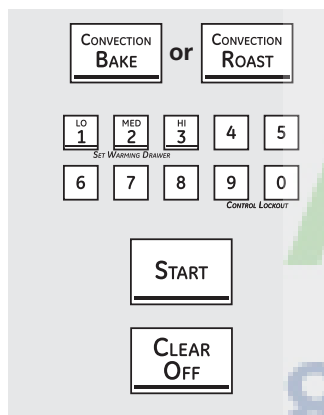 CONVECTION BAKE or CONVECTION ROAST
LO MED HI
1 2 3 4 5
SET WARMING DRAWER
6 7 8 9 0
CONTROL LOCKOUT
START
CLEAR
OFF